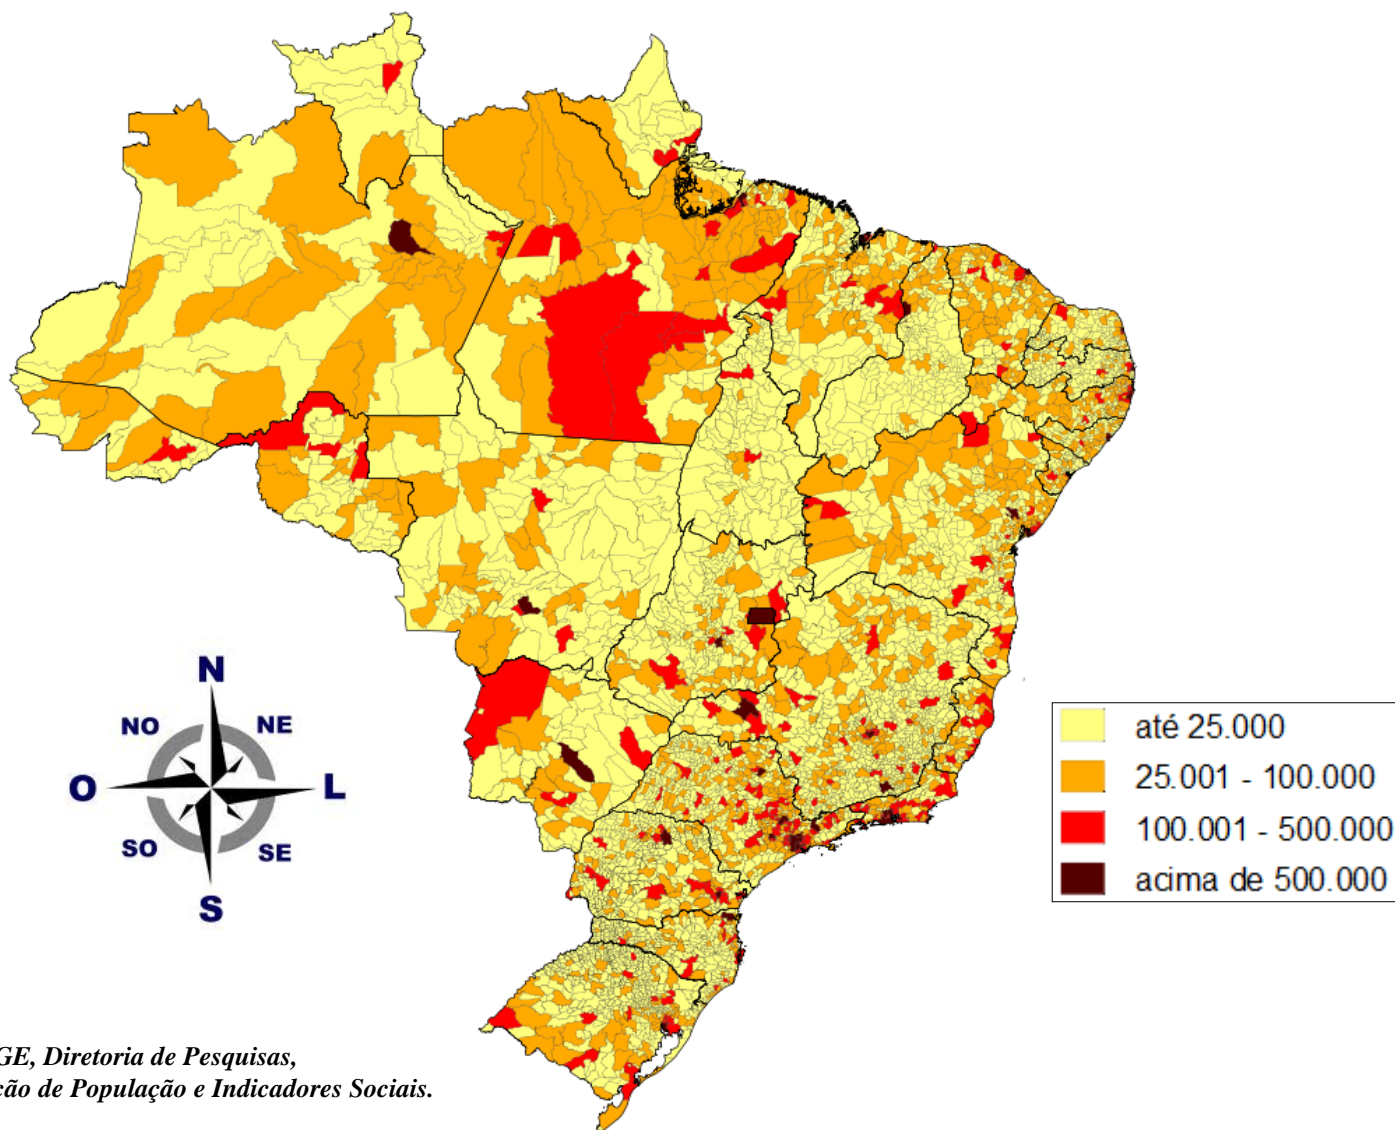 N
NO
NE
O
L
SO
SE
S
até 25.000
25.001 - 100.000
100.001 - 500.000
acima de 500.000
GE, Diretoria de Pesquisas,
ção de População e Indicadores Sociais.